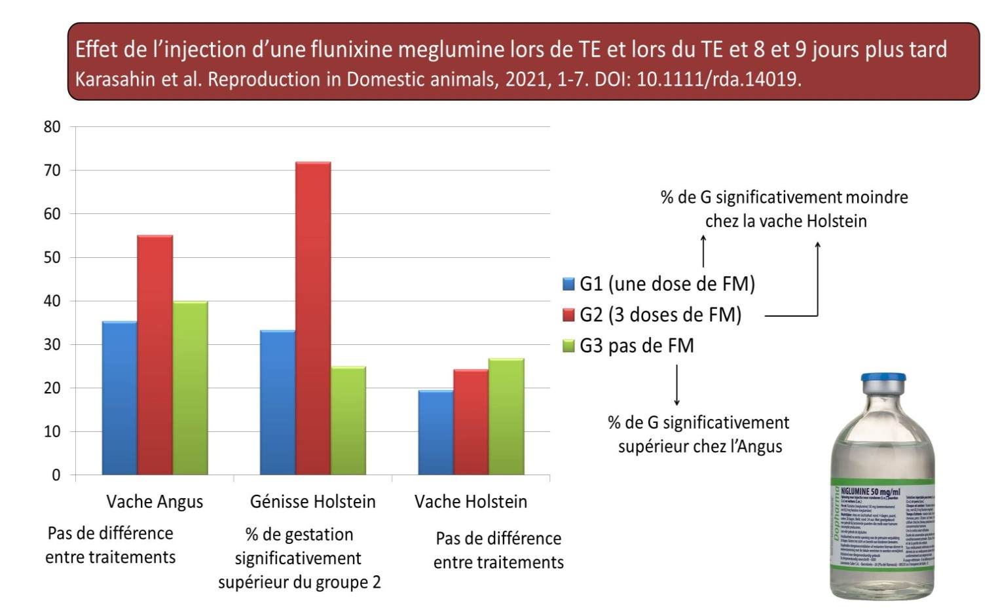 Effet de l’injection d’une flunixine meglumine lors de TE et lors du TE et 8 et 9 jours plus tard
Karasahin et al. Reproduction in Domestic animals, 2021, 1-7. DOI: 10.1111/rda.14019.
80
70
60
50
40
30
20
10
0
Vache Angus
Génisse Holstein
Vache Holstein
Pas de différence
entre traitements
% de gestation
significativement
supérieur du groupe 2
Pas de différence
entre traitements
% de G significativement moindre
chez la vache Holstein
G1 (une dose de FM)
G2 (3 doses de FM)
G3 pas de FM
% de G significativement
supérieur chez l’Angus
NIGLUMINE 50 mg/ml
Dopharma